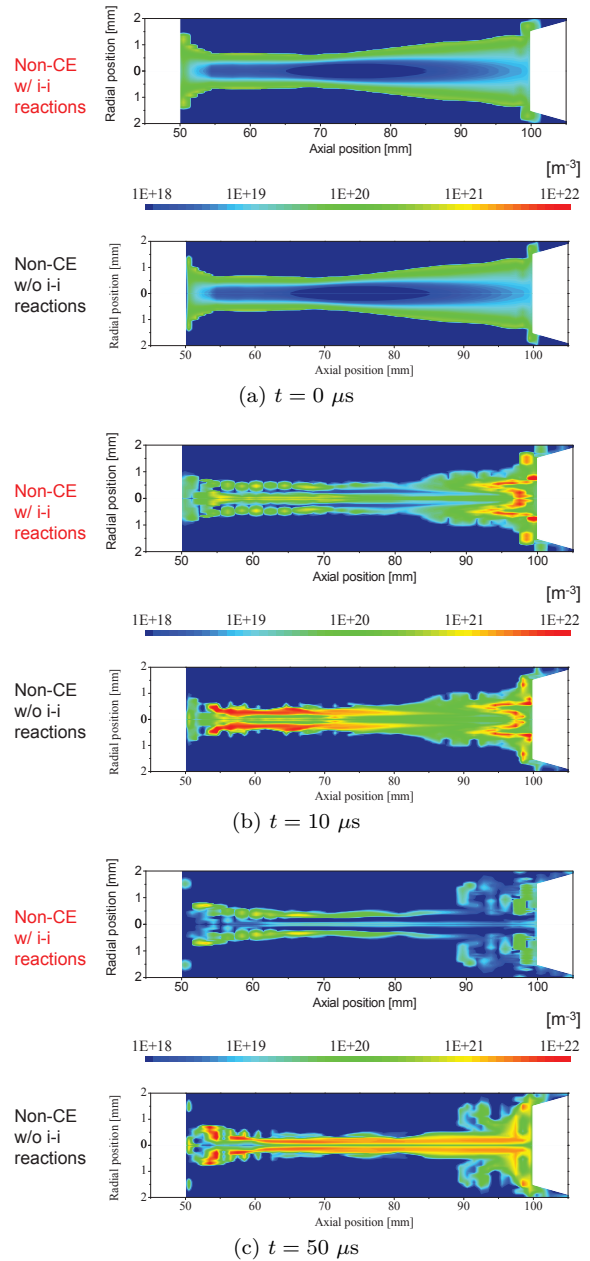 Non-CE
w/ i-i
reactions
Radial position [mm]
2
1
0
1
2
50 60 70 80 90 100
Axial position [mm]
[m-3]
1E+18 1E+19 1E+20 1E+21 1E+22
Non-CE
w/o i-i
reactions
Radial position [mm]
2
1
0
1
2
50 60 70 80 90 100
Axial position [mm]
(a) t = 0 μs
Non-CE
w/ i-i
reactions
Radial position [mm]
2
1
0
1
2
50 60 70 80 90 100
Axial position [mm]
[m-3]
1E+18 1E+19 1E+20 1E+21 1E+22
Non-CE
w/o i-i
reactions
Radial position [mm]
2
1
0
1
2
50 60 70 80 90 100
Axial position [mm]
(b) t = 10 μs
Non-CE
w/ i-i
reactions
Radial position [mm]
2
1
0
1
2
50 60 70 80 90 100
Axial position [mm]
[m-3]
1E+18 1E+19 1E+20 1E+21 1E+22
Non-CE
w/o i-i
reactions
Radial position [mm]
2
1
0
1
2
50 60 70 80 90 100
Axial position [mm]
(c) t = 50 μs